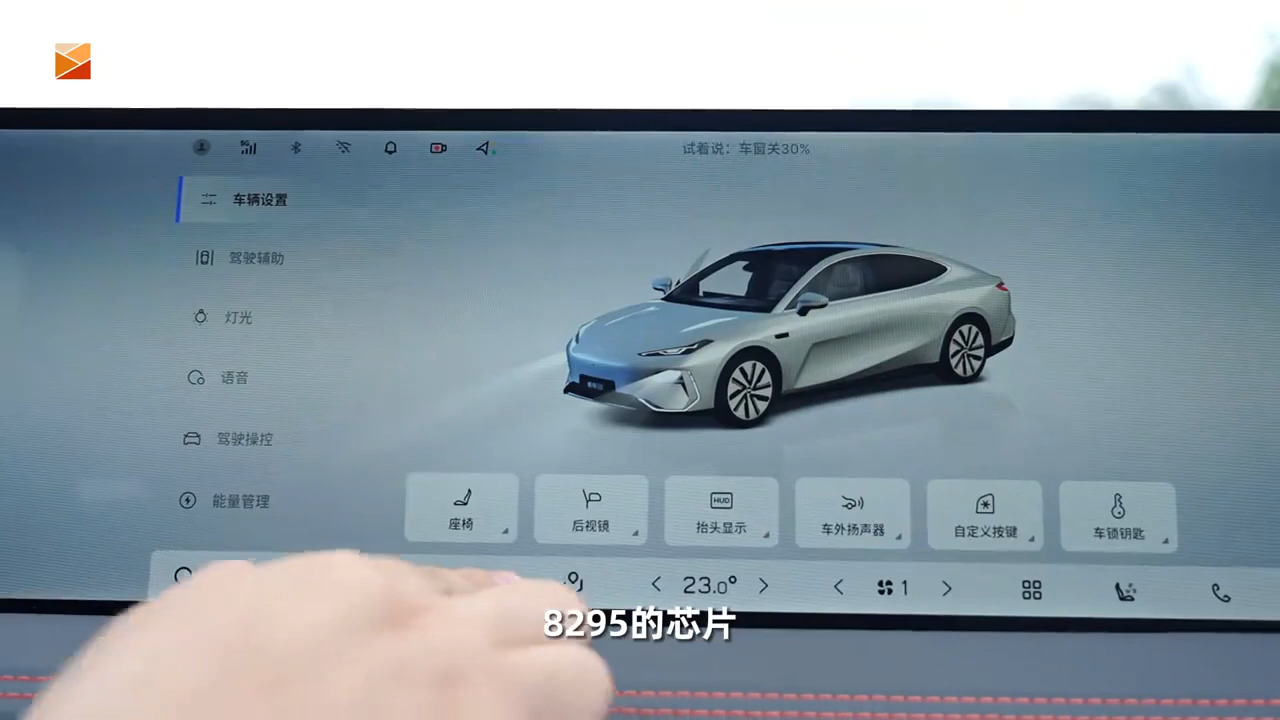 5G
试着说：车窗关30%
车辆设置
驾驶辅助
灯光
语音
驾驶操控
能量管理
座椅
后视镜
HUD
抬头显示
车外扬声器
自定义按键
车锁钥匙
23.0°
1
8295的芯片